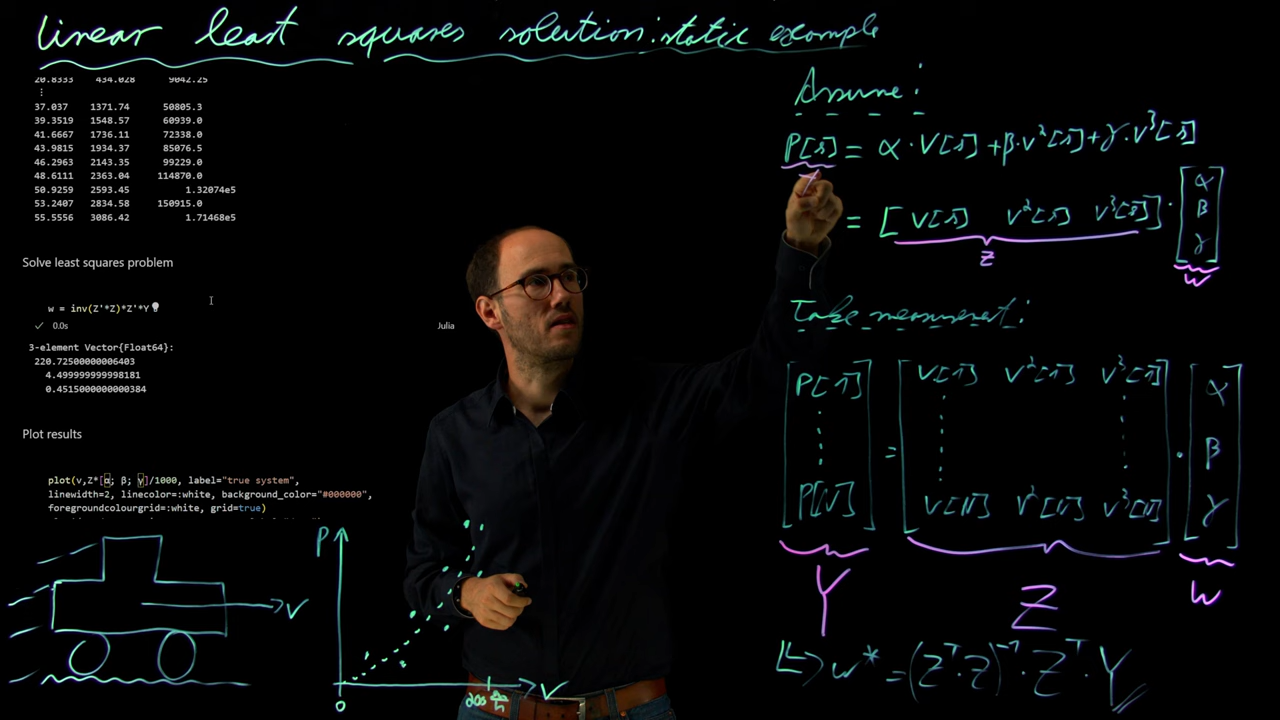 linear least squares solution: static example
20.8333 434.028 9042.25
⋮
37.037 1371.74 50805.3
39.3519 1548.57 60939.0
41.6667 1736.11 72338.0
43.9815 1934.37 85076.5
46.2963 2143.35 99229.0
48.6111 2363.04 114870.0
50.9259 2593.45 1.32074e5
53.2407 2834.58 150915.0
55.5556 3086.42 1.71468e5
Solve least squares problem
w = inv(Z'*Z)*Z'*Y
✓ 0.0s
Julia
3-element Vector{Float64}:
220.72500000006403
4.499999999998181
0.4515000000000384
Plot results
plot(v,Z*[α; β; γ]/1000, label="true system",
linewidth=2, linecolor=:white, background_color="#000000",
foregroundcolourgrid=:white, grid=true)
V
P
0
V
Assume:
P[s] = α · V[s] + β · v²[s] + γ · v³[s]
= [ V[s] v²[s] v³[s] ] · [ α
β
γ ]
z
w
Take measurement:
P[1] V[1] v²[1] v³[1] α
= · β
P[N] V[N] v²[N] v³[N] γ
Y Z w
↳ w* = (Zᵀ · Z)⁻¹ · Zᵀ · Y